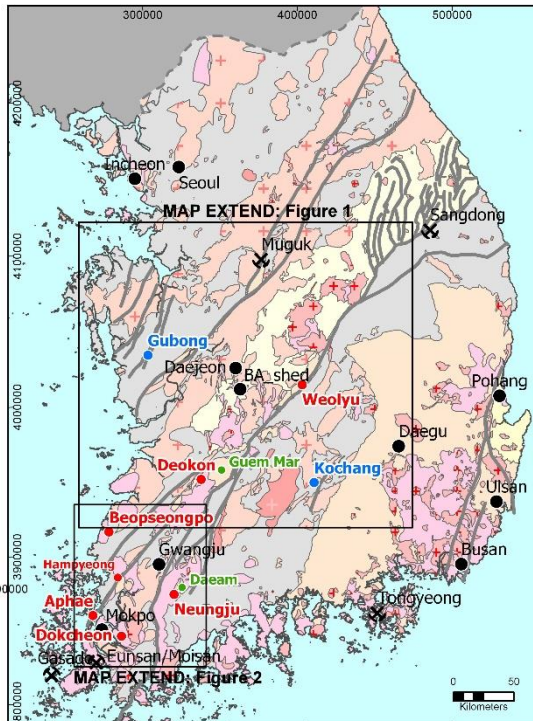 300000
400000
500000
4200000
Incheon
Seoul
MAP EXTEND: Figure 1
Sangdong
Muguk
4100000
Gubong
Daejeon
BA_shed
Weolyu
Pohang
4000000
Daegu
Guem Mar
Deokon
Kochang
Ulsan
Beopseongpo
Gwangju
Busan
3900000
Hampyeong
Daeam
Neungju
Aphae
Mokpo
Tongyeong
Dokcheon
Eunsan/Moisan
MAP EXTEND: Figure 2
0 50
Kilometers